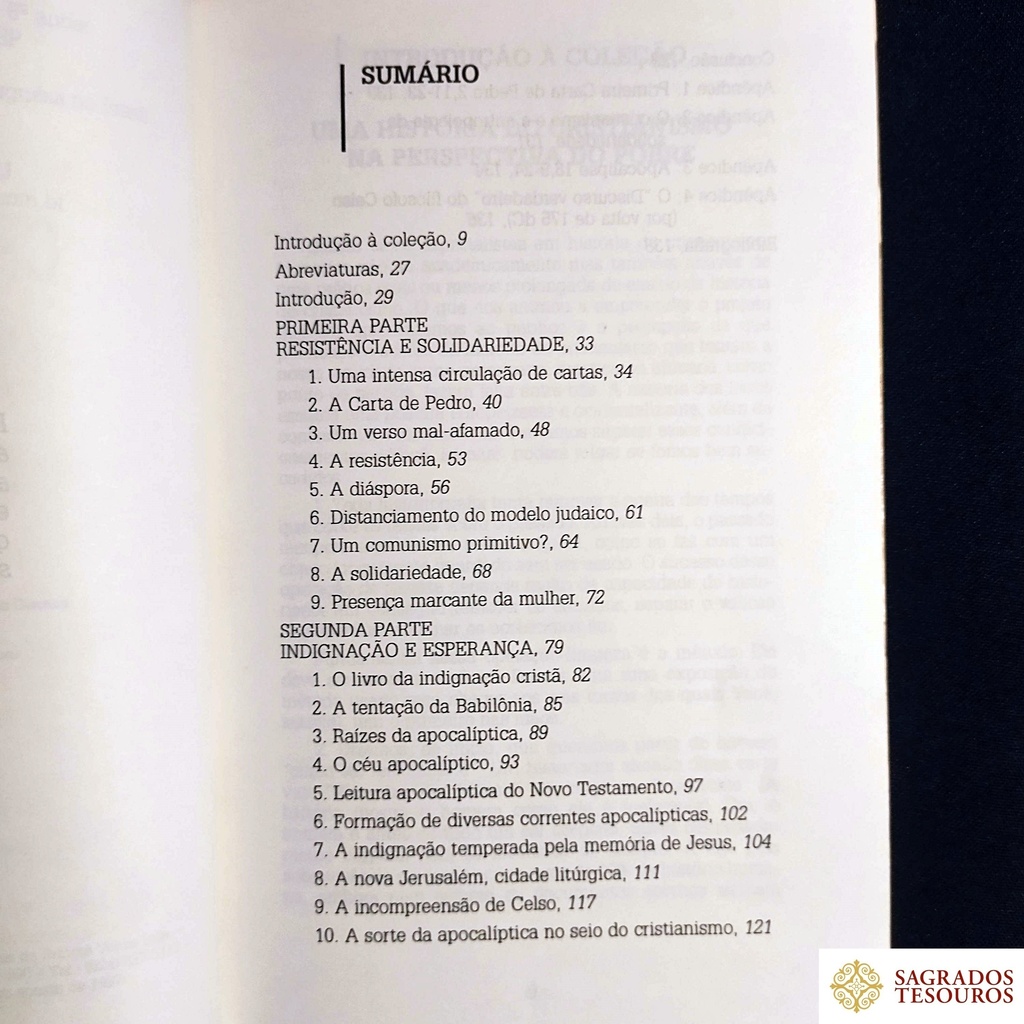 SUMÁRIO
Introdução à coleção, 9
Abreviaturas, 27
Introdução, 29
PRIMEIRA PARTE
RESISTÊNCIA E SOLIDARIEDADE, 33
1. Uma intensa circulação de cartas, 34
2. A Carta de Pedro, 40
3. Um verso mal-afamado, 48
4. A resistência, 53
5. A diáspora, 56
6. Distanciamento do modelo judaico, 61
7. Um comunismo primitivo?, 64
8. A solidariedade, 68
9. Presença marcante da mulher, 72
SEGUNDA PARTE
INDIGNAÇÃO E ESPERANÇA, 79
1. O livro da indignação cristã, 82
2. A tentação da Babilônia, 85
3. Raízes da apocalíptica, 89
4. O céu apocalíptico, 93
5. Leitura apocalíptica do Novo Testamento, 97
6. Formação de diversas correntes apocalípticas, 102
7. A indignação temperada pela memória de Jesus, 104
8. A nova Jerusalém, cidade litúrgica, 111
9. A incompreensão de Celso, 117
10. A sorte da apocalíptica no seio do cristianismo, 121
SAGRADOS
TESOUROS